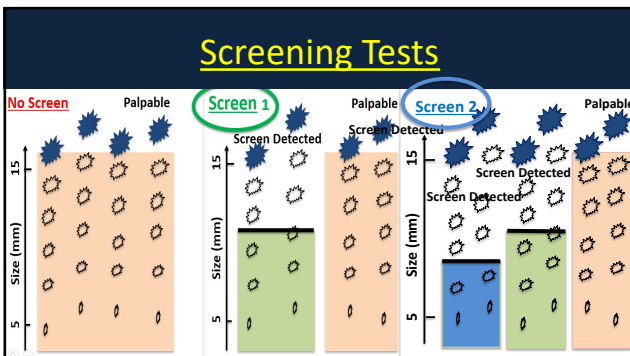 Screening Tests
No Screen
Palpable
15
Size (mm)
5
Screen 1
Palpable
Screen Detected
15
Size (mm)
5
Screen 2
Palpable
Screen Detected
15
Screen Detected
Screen Detected
Size (mm)
5